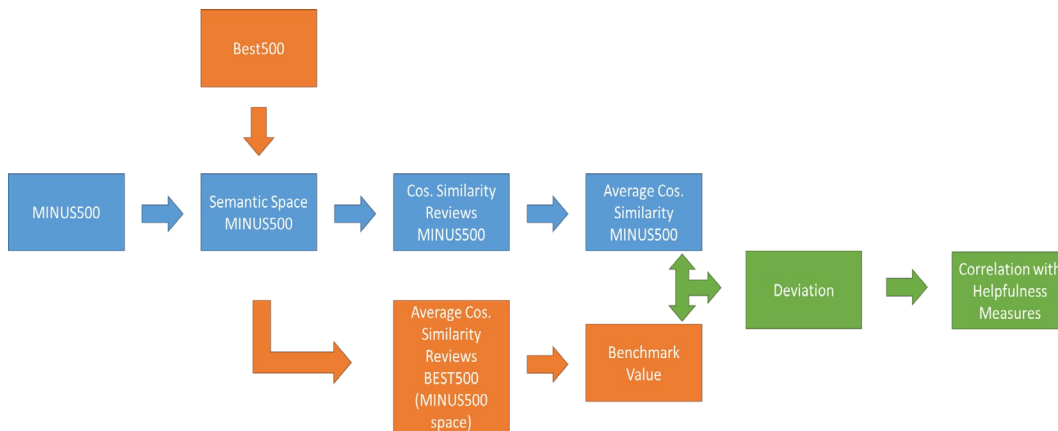 Best500
MINUS500
Semantic Space
MINUS500
Cos. Similarity
Reviews
MINUS500
Average Cos.
Similarity
MINUS500
Deviation
Correlation with
Helpfulness
Measures
Average Cos.
Similarity
Reviews
BEST500
(MINUS500
space)
Benchmark
Value